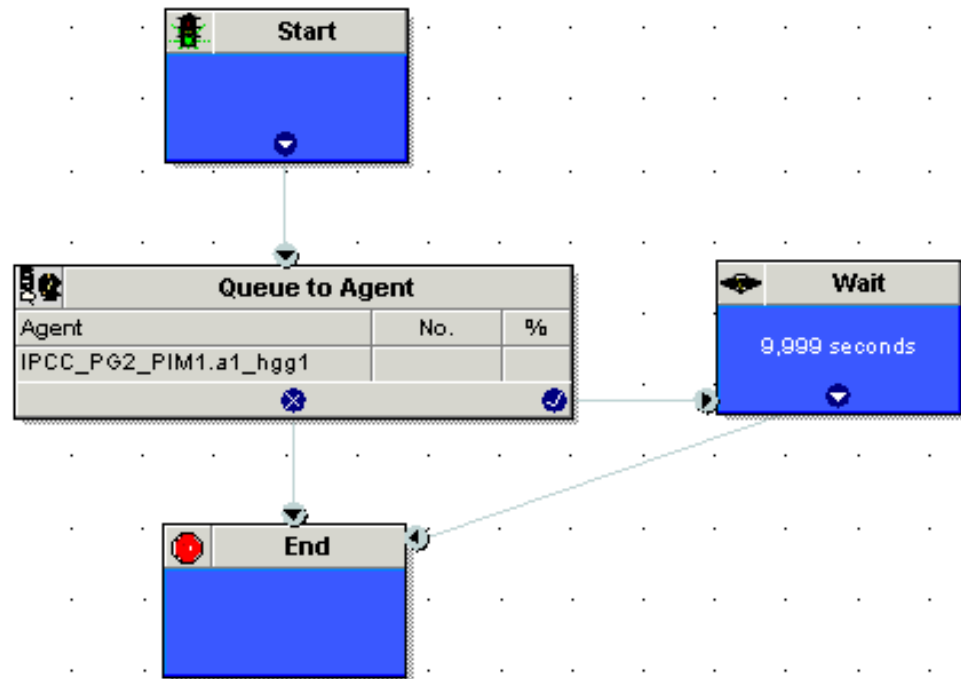 Start
Queue to Agent
Agent No. %
IPCC_PG2_PIM1.a1_hgg1
Wait
9,999 seconds
End